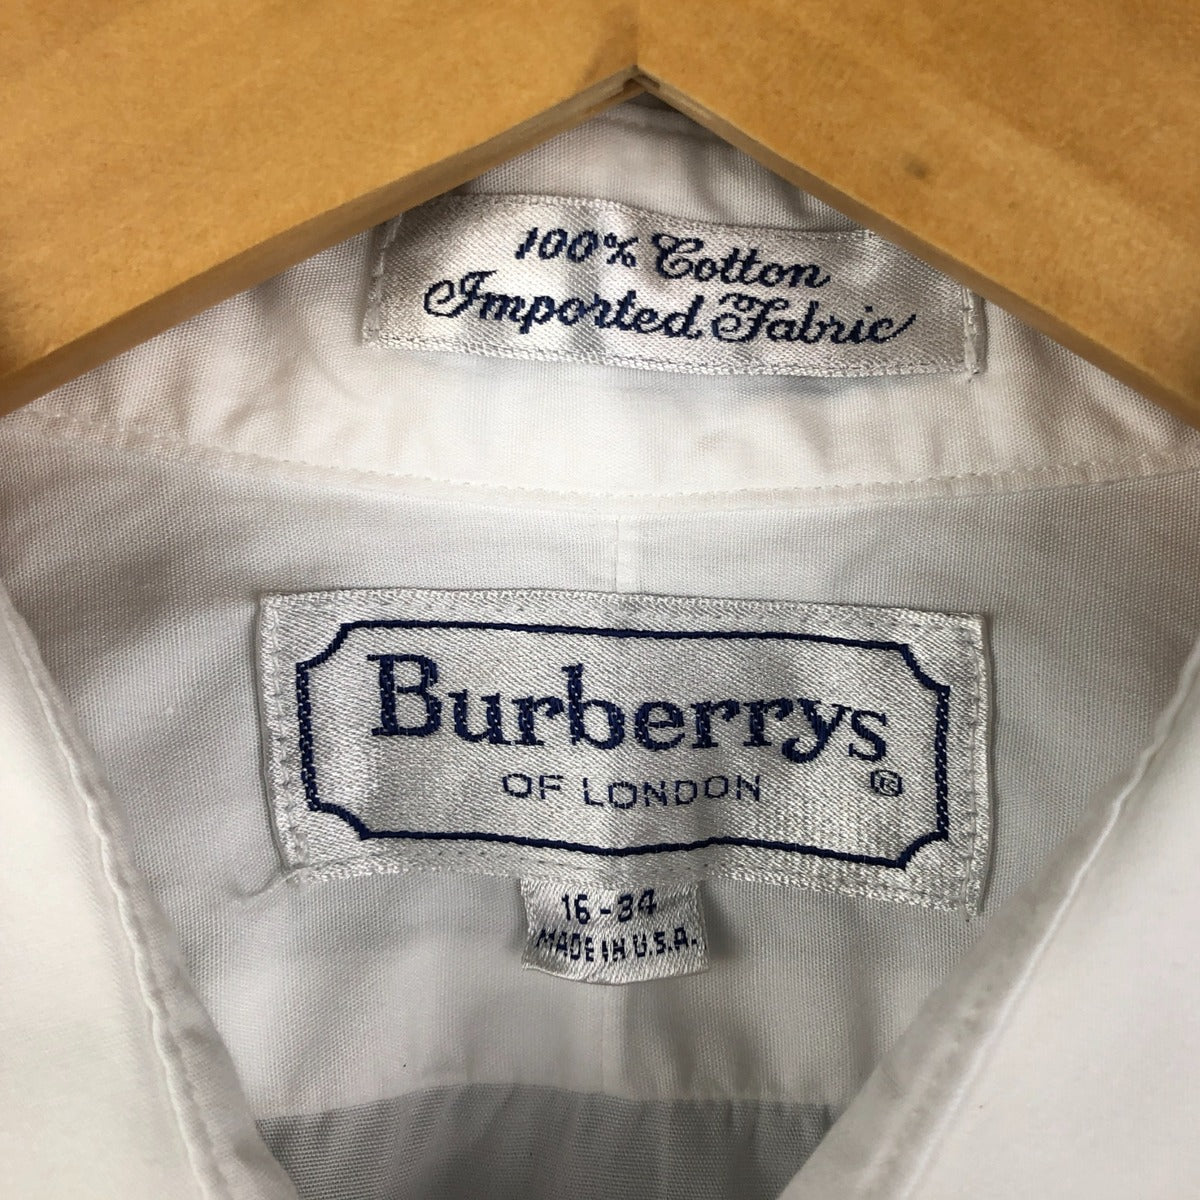 100% Cotton
Imported Fabric
Burberrys
OF LONDON ®
16-34
MADE IN U.S.A.